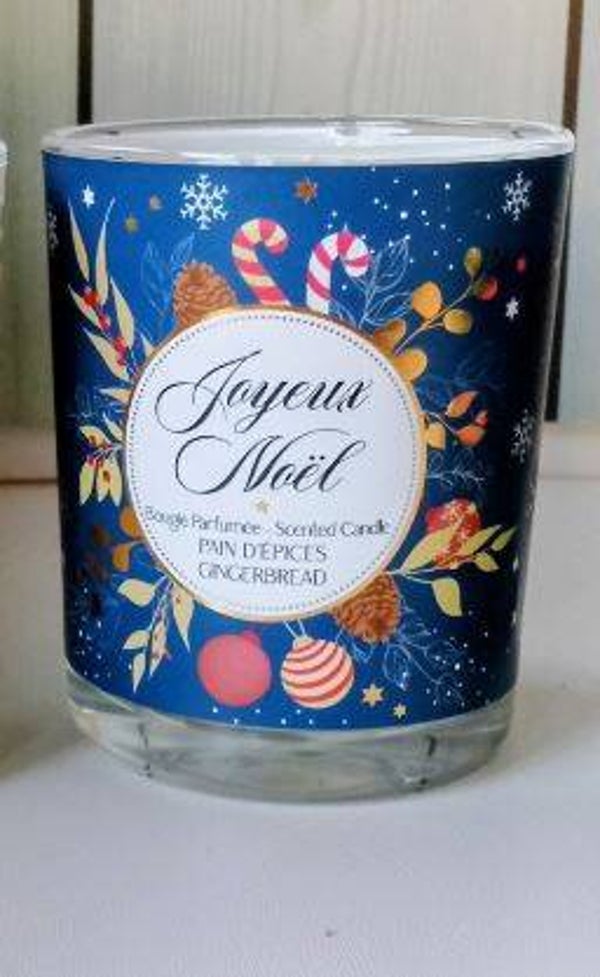 Joyeux
Noël
Bougie Parfumée - Scented Candle
PAIN D'ÉPICES
GINGERBREAD